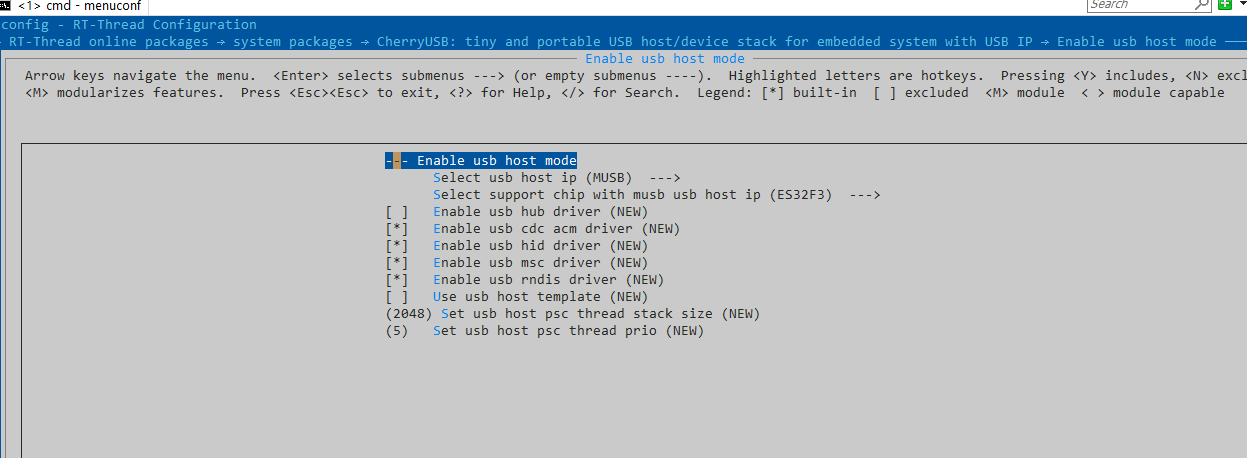 <1> cmd - menuconf
Search
config - RT-Thread Configuration
RT-Thread online packages → system packages → CherryUSB: tiny and portable USB host/device stack for embedded system with USB IP → Enable usb host mode
Enable usb host mode
Arrow keys navigate the menu.  <Enter> selects submenus ---> (or empty submenus ----).  Highlighted letters are hotkeys.  Pressing <Y> includes, <N> excl
<M> modularizes features.  Press <Esc><Esc> to exit, <?> for Help, </> for Search.  Legend: [*] built-in  [ ] excluded  <M> module  < > module capable
--- Enable usb host mode
Select usb host ip (MUSB)  --->
Select support chip with musb usb host ip (ES32F3)  --->
[ ]   Enable usb hub driver (NEW)
[*]   Enable usb cdc acm driver (NEW)
[*]   Enable usb hid driver (NEW)
[*]   Enable usb msc driver (NEW)
[*]   Enable usb rndis driver (NEW)
[ ]   Use usb host template (NEW)
(2048) Set usb host psc thread stack size (NEW)
(5)   Set usb host psc thread prio (NEW)